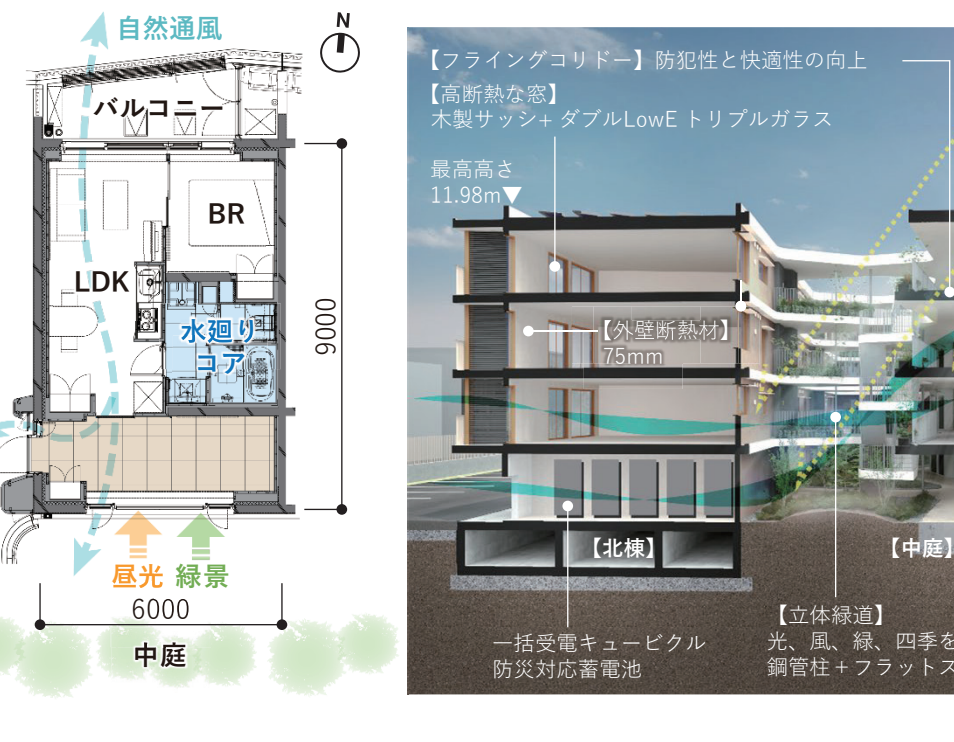 自然通風
N
バルコニー
BR
LDK
水廻り
コア
9000
昼光
緑景
6000
中庭
【フライングコリドー】防犯性と快適性の向上
【高断熱な窓】
木製サッシ+ ダブルLowE トリプルガラス
最高高さ
11.98m▼
【外壁断熱材】
75mm
【北棟】
【中庭】
一括受電キュービクル
防災対応蓄電池
【立体緑道】
光、風、緑、四季を
鋼管柱＋フラットス